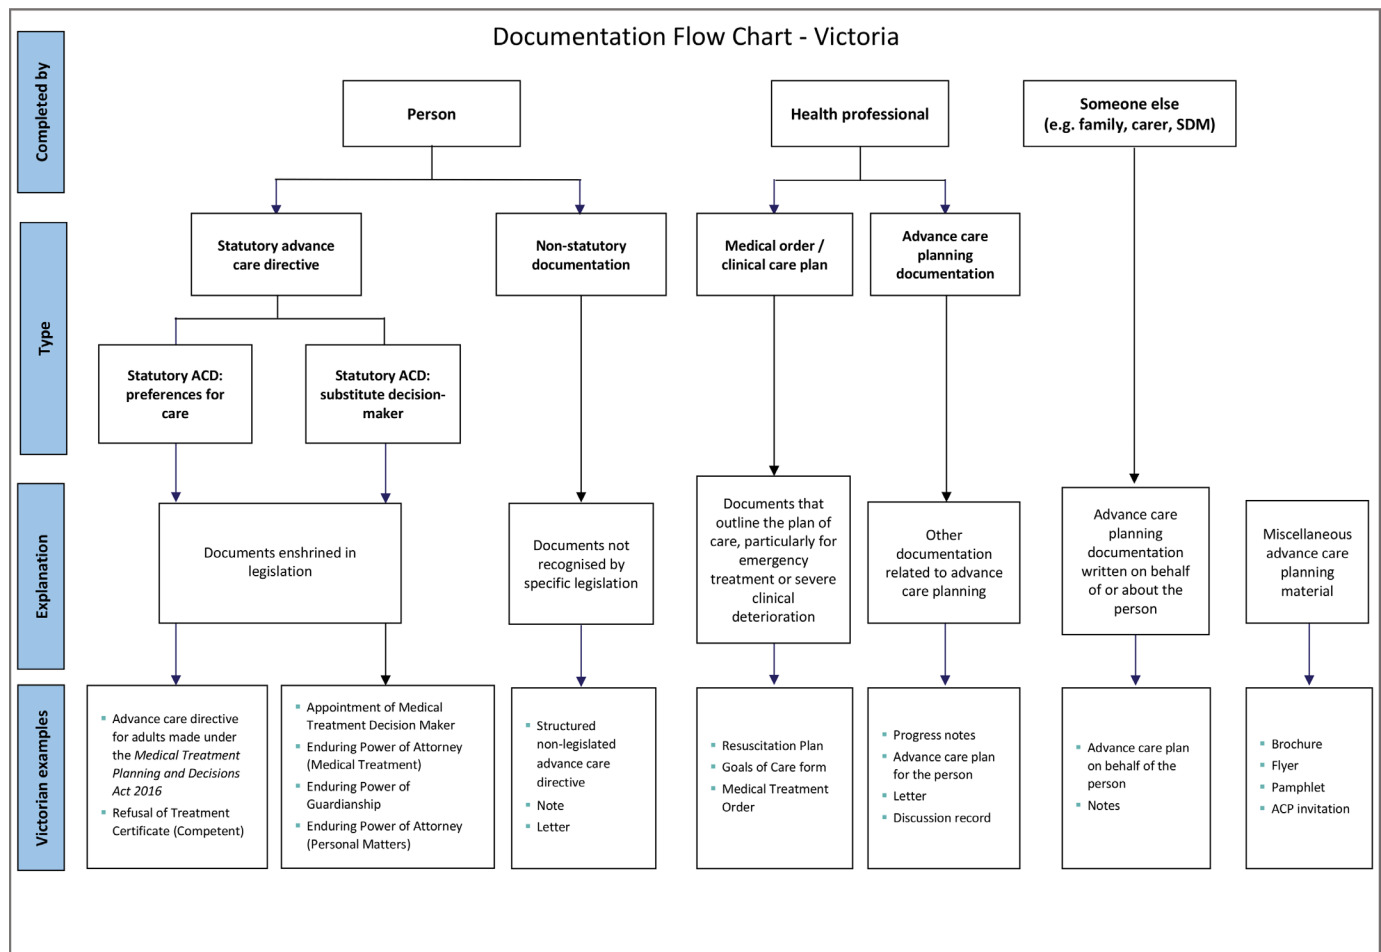 Documentation Flow Chart - Victoria
Completed by
Person
Health professional
Someone else
(e.g. family, carer, SDM)
Type
Statutory advance
care directive
Non-statutory
documentation
Medical order /
clinical care plan
Advance care
planning
documentation
Statutory ACD:
preferences for
care
Statutory ACD:
substitute decision-
maker
Explanation
Documents enshrined in
legislation
Documents not
recognised by
specific legislation
Documents that
outline the plan of
care, particularly for
emergency
treatment or severe
clinical
deterioration
Other
documentation
related to advance
care planning
Advance care
planning
documentation
written on behalf
of or about the
person
Miscellaneous
advance care
planning
material
Victorian examples
▪ Advance care directive
for adults made under
the Medical Treatment
Planning and Decisions
Act 2016
▪ Refusal of Treatment
Certificate (Competent)
▪ Appointment of Medical
Treatment Decision Maker
▪ Enduring Power of Attorney
(Medical Treatment)
▪ Enduring Power of
Guardianship
▪ Enduring Power of Attorney
(Personal Matters)
▪ Structured
non-legislated
advance care
directive
▪ Note
▪ Letter
▪ Resuscitation Plan
▪ Goals of Care form
▪ Medical Treatment
Order
▪ Progress notes
▪ Advance care plan
for the person
▪ Letter
▪ Discussion record
▪ Advance care plan
on behalf of the
person
▪ Notes
▪ Brochure
▪ Flyer
▪ Pamphlet
▪ ACP invitation